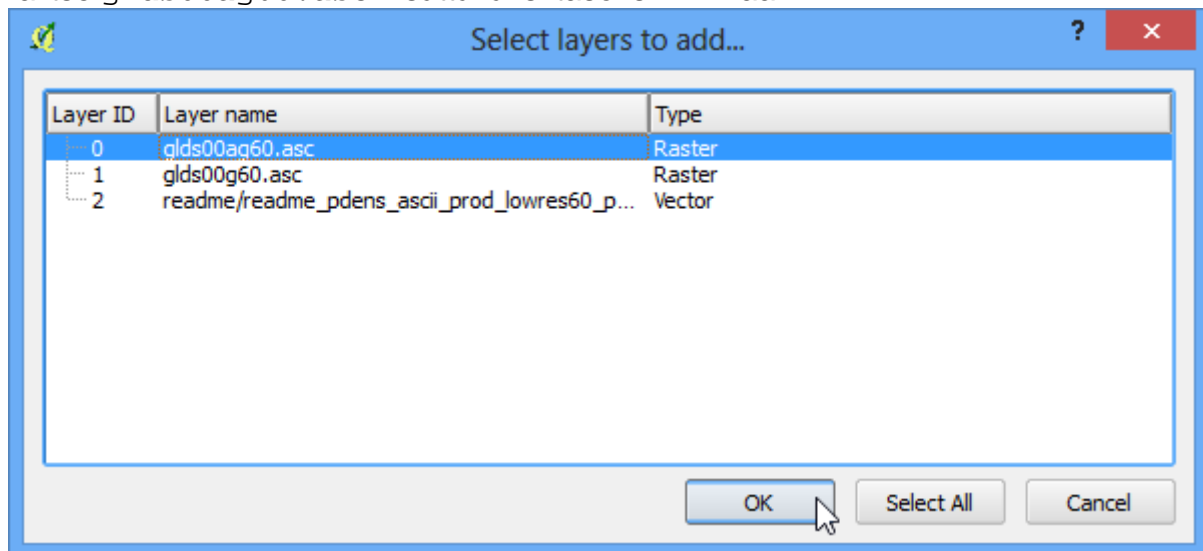 Select layers to add...
?
Layer ID Layer name Type
0 glds00ag60.asc Raster
1 glds00g60.asc Raster
2 readme/readme_pdens_ascii_prod_lowres60_p... Vector
OK Select All Cancel